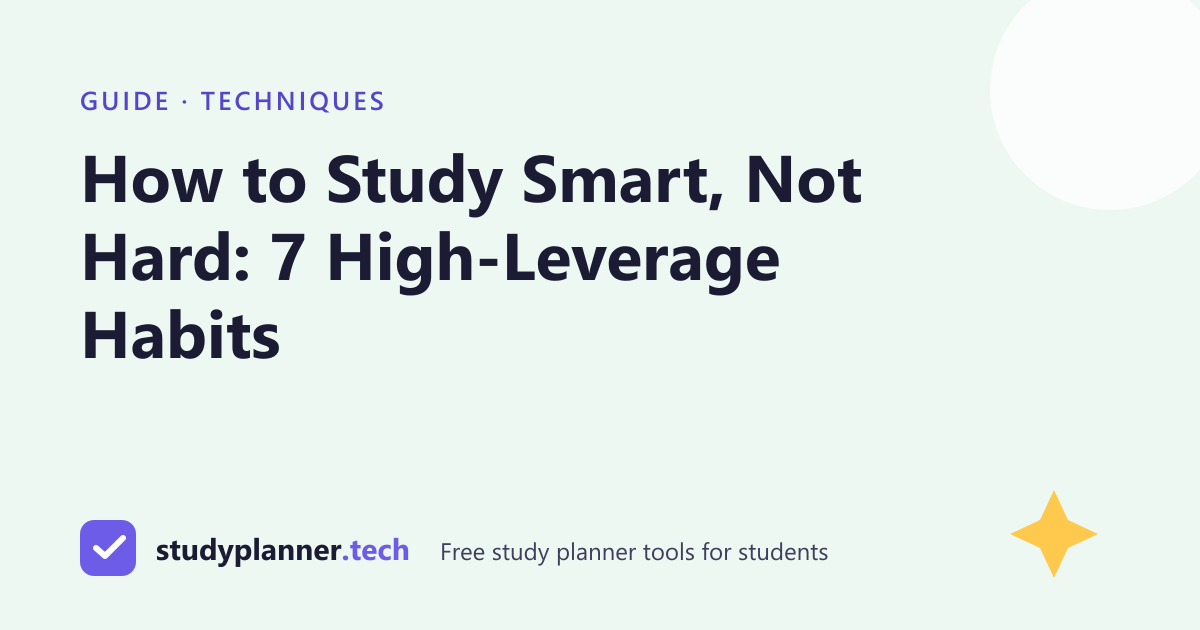 GUIDE · TECHNIQUES
How to Study Smart, Not
Hard: 7 High-Leverage
Habits
studyplanner.tech Free study planner tools for students